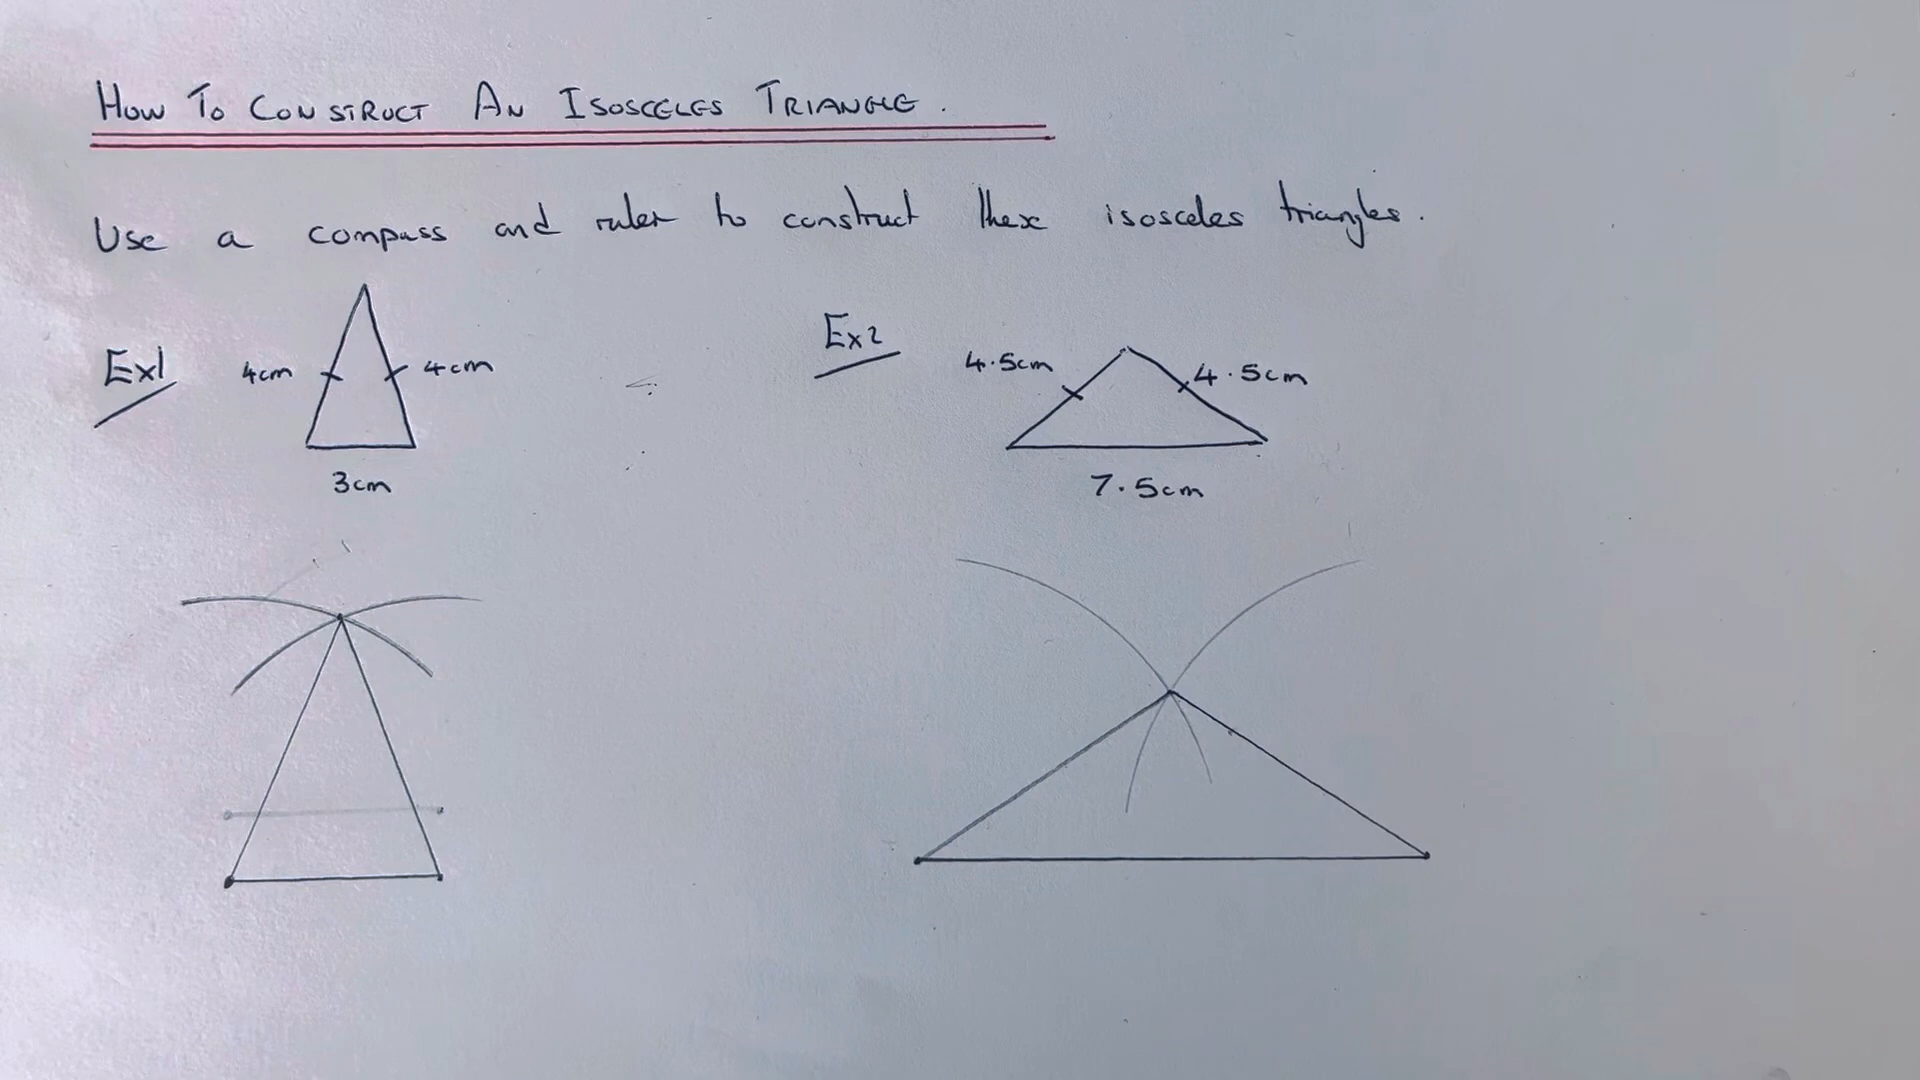 HOW TO CONSTRUCT AN ISOSCELES TRIANGLE.
Use a compass and ruler to construct these isosceles triangles.
Ex1
4cm
4cm
3cm
Ex2
4.5cm
4.5cm
7.5cm